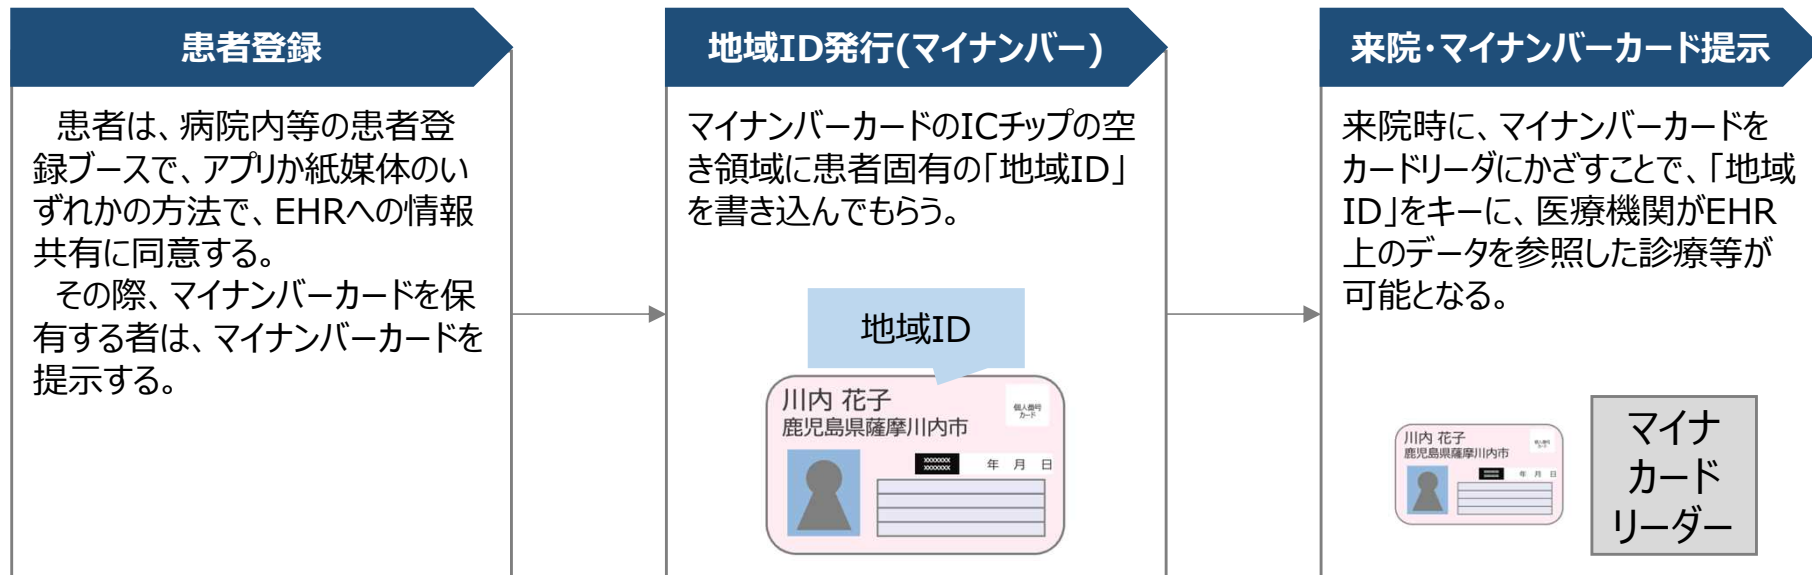 患者登録
患者は、病院内等の患者登
録ブースで、アプリか紙媒体のい
ずれかの方法で、EHRへの情報
共有に同意する。
その際、マイナンバーカードを保
有する者は、マイナンバーカードを
提示する。
地域ID発行(マイナンバー)
マイナンバーカードのICチップの空
き領域に患者固有の「地域ID」
を書き込んでもらう。
地域ID
川内 花子
鹿児島県薩摩川内市
個人番号
カード
XXXXXXX
XXXXXXX
年 月 日
来院・マイナンバーカード提示
来院時に、マイナンバーカードを
カードリーダにかざすことで、「地域
ID」をキーに、医療機関がEHR
上のデータを参照した診療等が
可能となる。
川内 花子
鹿児島県薩摩川内市
年 月 日
マイナ
カード
リーダー